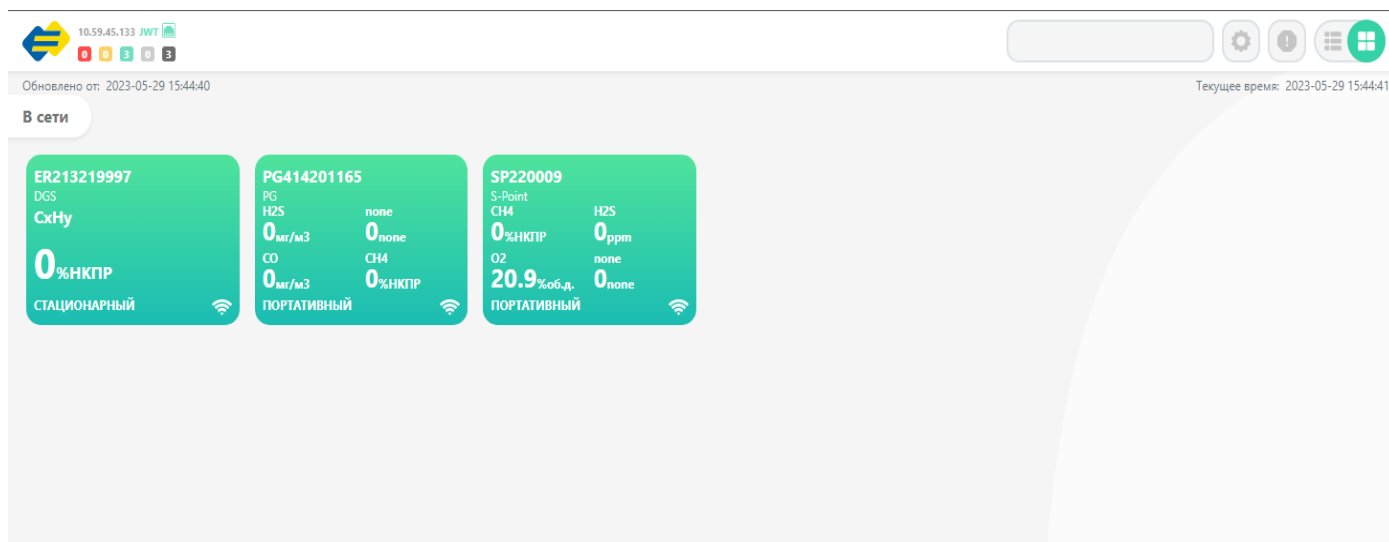 10.59.45.133 JWT
0 0 3 0 3
Обновлено от: 2023-05-29 15:44:40
Текущее время: 2023-05-29 15:44:41
В сети
ER213219997
DGS
CxHy
0%НКПР
СТАЦИОНАРНЫЙ
PG414201165
PG
H2S none
0мг/м3 0none
CO CH4
0мг/м3 0%НКПР
ПОРТАТИВНЫЙ
SP220009
S-Point
CH4 H2S
0%НКПР 0ppm
O2 none
20.9%об.д. 0none
ПОРТАТИВНЫЙ